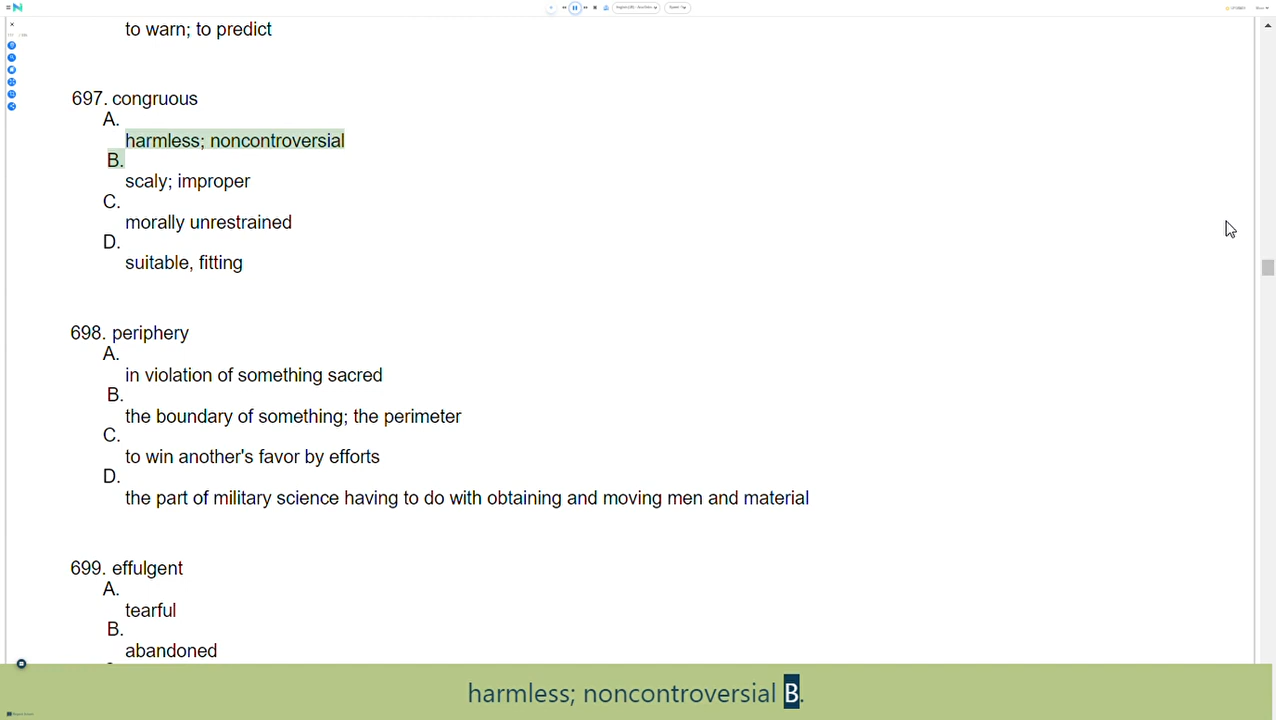 to warn; to predict
697. congruous
A.
harmless; noncontroversial
B.
scaly; improper
C.
morally unrestrained
D.
suitable, fitting
698. periphery
A.
in violation of something sacred
B.
the boundary of something; the perimeter
C.
to win another's favor by efforts
D.
the part of military science having to do with obtaining and moving men and material
699. effulgent
A.
tearful
B.
abandoned
harmless; noncontroversial B.